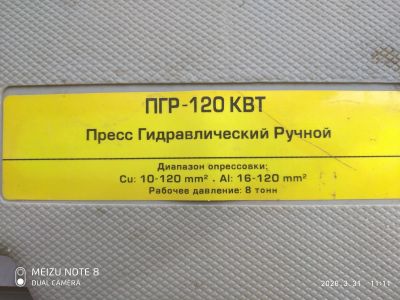 ПГР-120 КВТ
Пресс Гидравлический Ручной
Диапазон опрессовки:
Cu: 10-120 mm². Al: 16-120 mm²
Рабочее давление: 8 тонн
MEIZU NOTE 8
DUAL CAMERA
2020.3.31 11:11